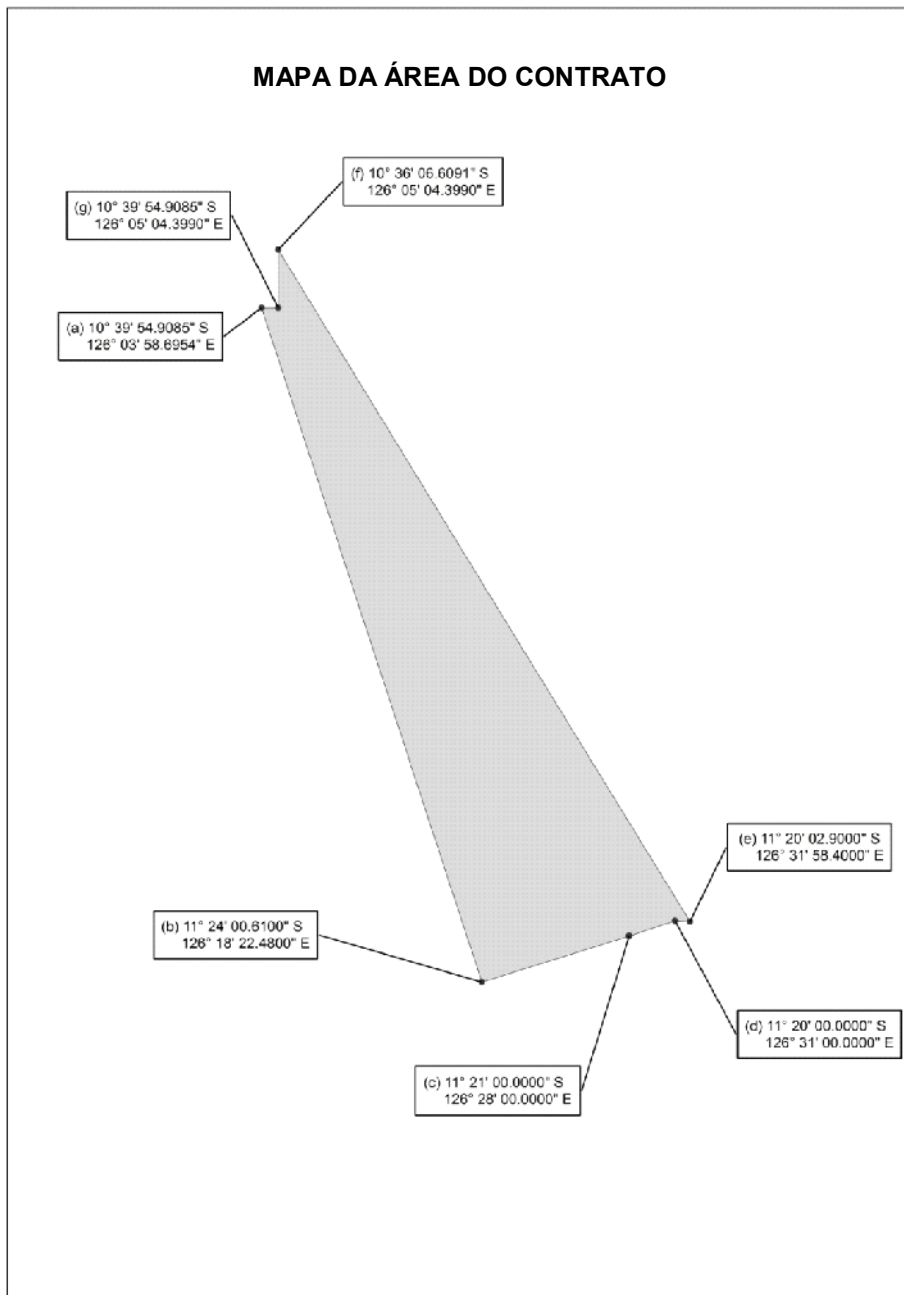 MAPA DA ÁREA DO CONTRATO
(f) 10° 36' 06.6091" S
126° 05' 04.3990" E
(g) 10° 39' 54.9085" S
126° 05' 04.3990" E
(a) 10° 39' 54.9085" S
126° 03' 58.6954" E
(e) 11° 20' 02.9000" S
126° 31' 58.4000" E
(b) 11° 24' 00.6100" S
126° 18' 22.4800" E
(d) 11° 20' 00.0000" S
126° 31' 00.0000" E
(c) 11° 21' 00.0000" S
126° 28' 00.0000" E